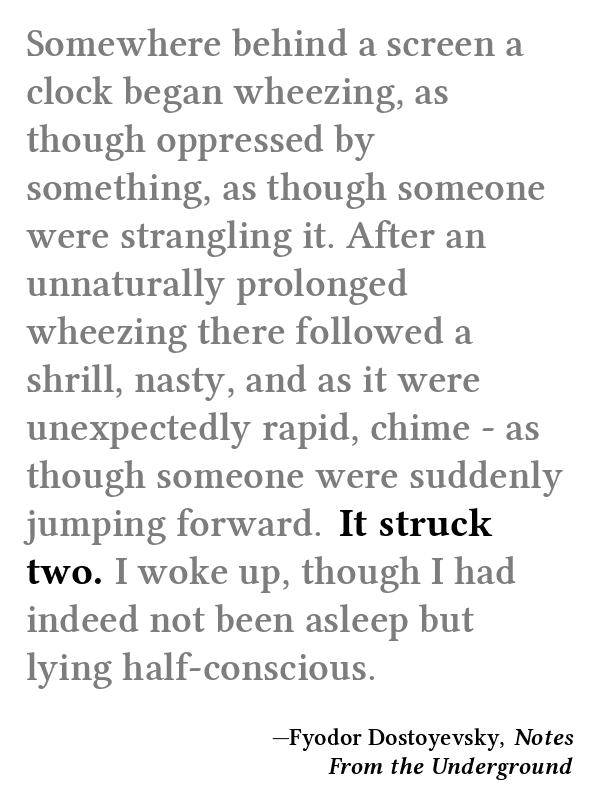 Somewhere behind a screen a
clock began wheezing, as
though oppressed by
something, as though someone
were strangling it. After an
unnaturally prolonged
wheezing there followed a
shrill, nasty, and as it were
unexpectedly rapid, chime - as
though someone were suddenly
jumping forward. It struck
two. I woke up, though I had
indeed not been asleep but
lying half-conscious.
—Fyodor Dostoyevsky, Notes
From the Underground